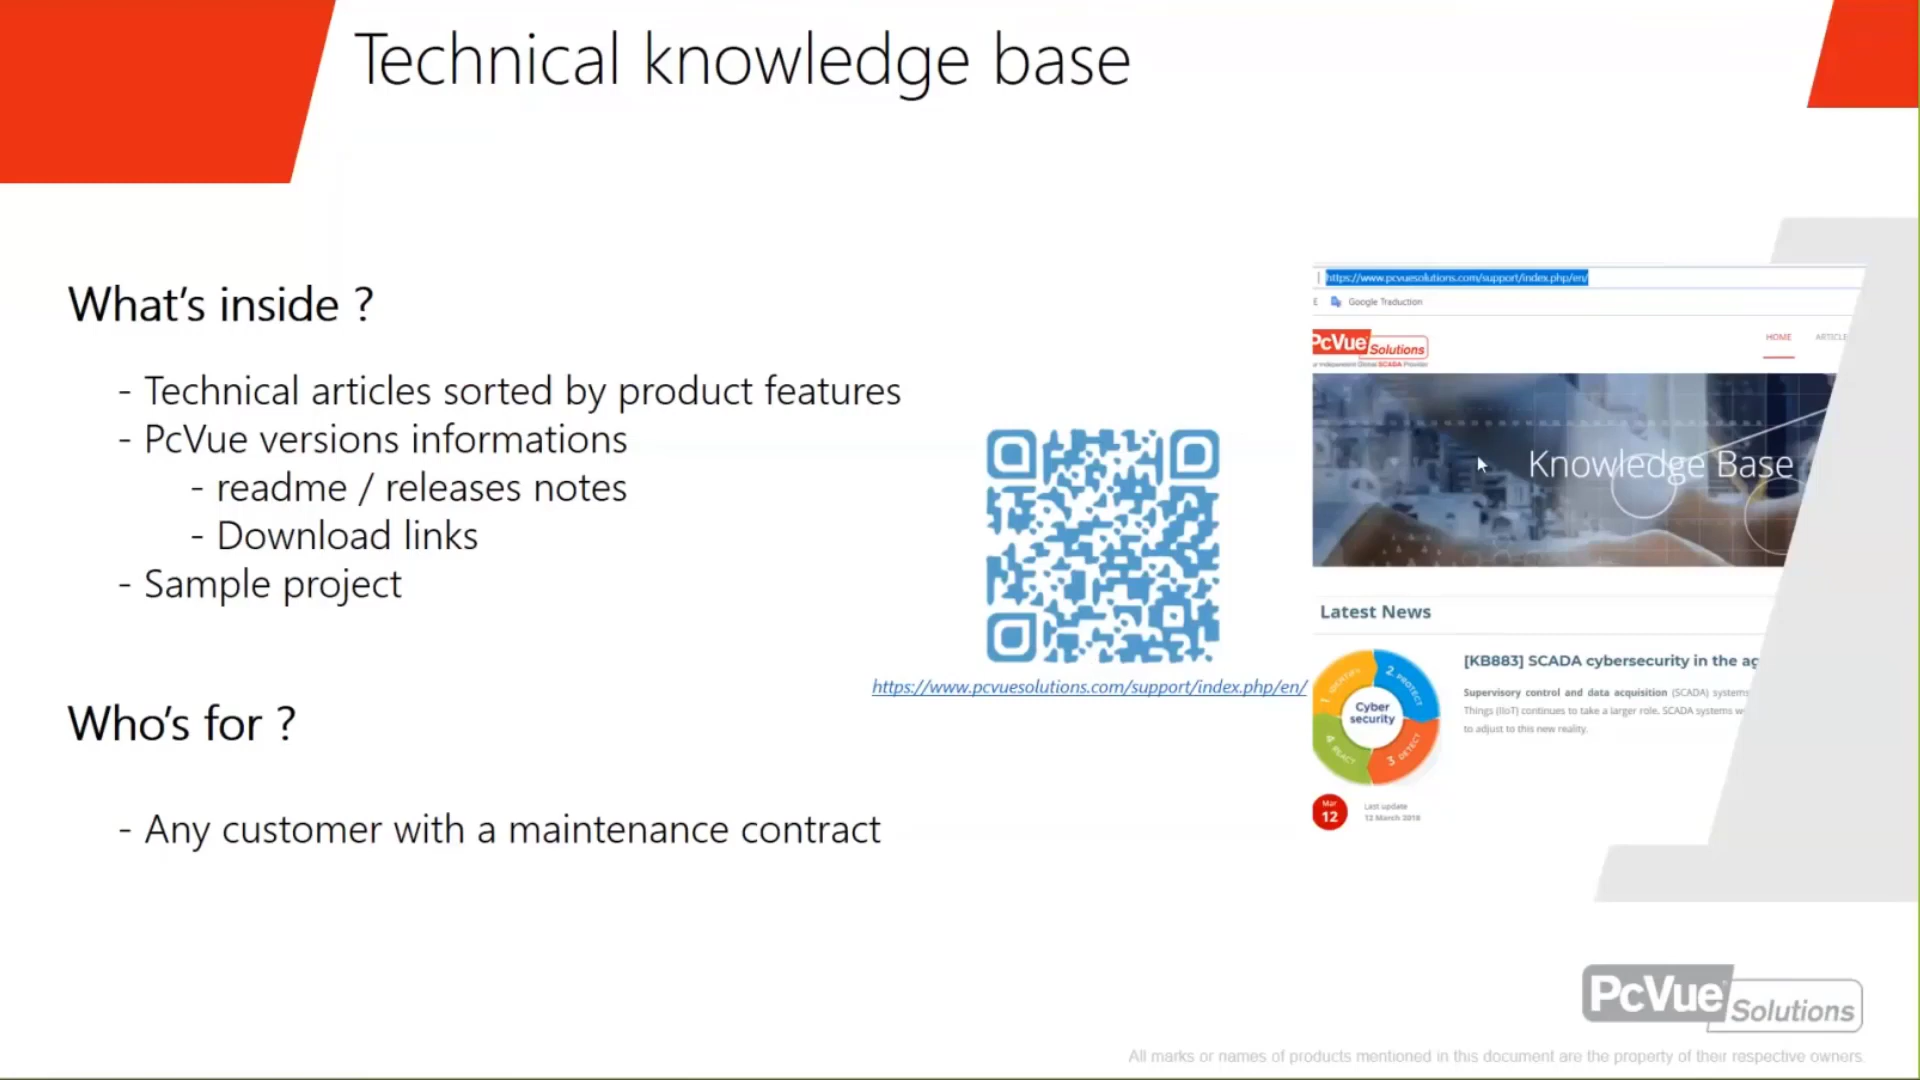 Technical knowledge base
What's inside ?
- Technical articles sorted by product features
- PcVue versions informations
- readme / releases notes
- Download links
- Sample project
https://www.pcvuesolutions.com/support/index.php/en/
Who's for ?
- Any customer with a maintenance contract
https://www.pcvuesolutions.com/support/index.php/en/
E Google Traduction
PcVue Solutions
ur Independent Global SCADA Provider
HOME ARTICLE
Knowledge Base
Latest News
[KB883] SCADA cybersecurity in the ag
Supervisory control and data acquisition (SCADA) systems
Things (IIoT) continues to take a larger role. SCADA systems w
to adjust to this new reality.
1 IDENTIFY
2 PROTECT
Cyber
security
4 REACT
3 DETECT
Mar
12
Last update
12 March 2018
PcVue Solutions
All marks or names of products mentioned in this document are the property of their respective owners.